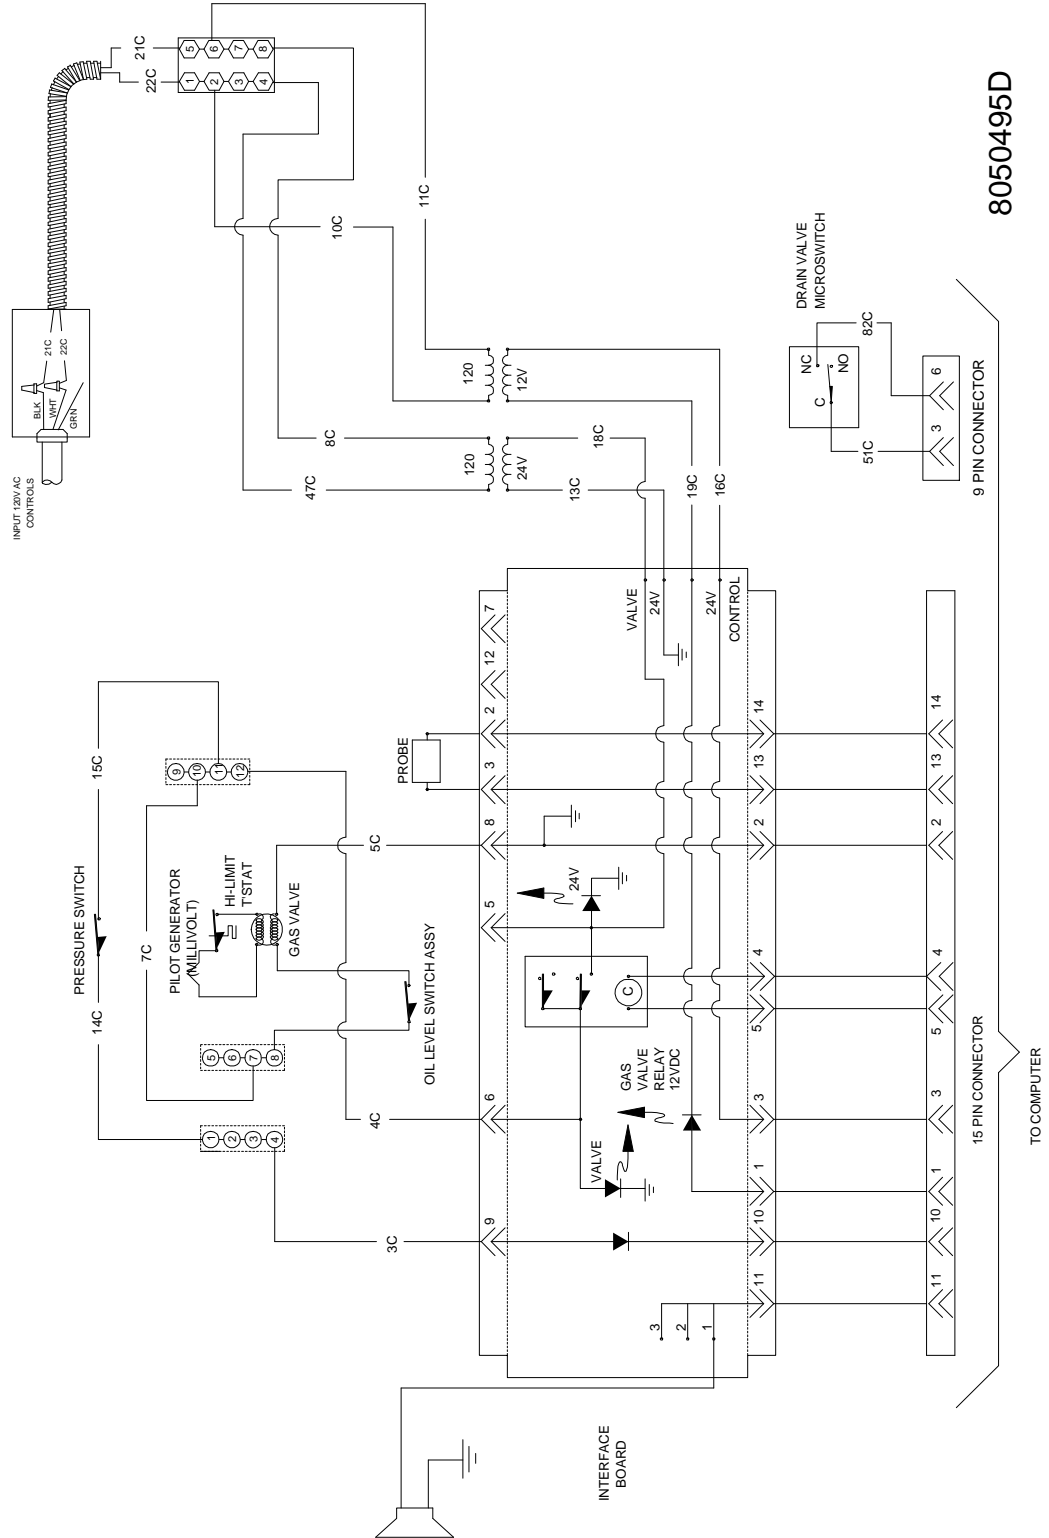 INPUT 120V AC
CONTROLS
BLK
WHT
GRN
21C
22C
21C
22C
5
6
7
8
1
2
3
4
11C
10C
8C
47C
120
12V
120
24V
18C
13C
19C
16C
8050495D
DRAIN VALVE
MICROSWITCH
NC
NO
C
51C
82C
3
6
9 PIN CONNECTOR
PRESSURE SWITCH
15C
14C
7C
9
10
11
12
PILOT GENERATOR
(MILLIVOLT)
HI-LIMIT
T'STAT
GAS VALVE
OIL LEVEL SWITCH ASSY
5
6
7
8
1
2
3
4
5C
4C
3C
PROBE
9
6
5
8
3
2
12
7
VALVE
24V
24V
CONTROL
24V
C
GAS
VALVE
RELAY
12VDC
VALVE
3
2
1
11
10
1
3
5
4
2
13
14
11
10
1
3
5
4
2
13
14
15 PIN CONNECTOR
TO COMPUTER
INTERFACE
BOARD